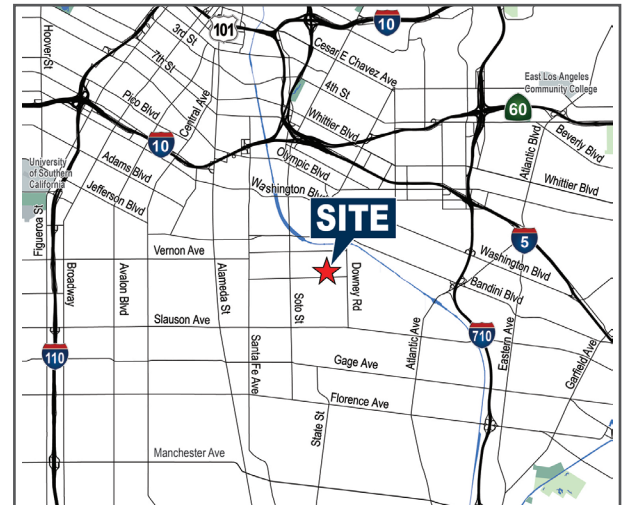 Hoover St
3rd St
101
10
Cesar E Chavez Ave
7th St
4th St
East Los Angeles
Community College
Pico Blvd
Central Ave
Whittier Blvd
60
10
Atlantic Blvd
Beverly Blvd
University
of Southern
California
Adams Blvd
Olympic Blvd
Jefferson Blvd
Washington Blvd
Whittier Blvd
SITE
Figueroa St
5
Vernon Ave
Washington Blvd
Broadway
Avalon Blvd
Alameda St
Soto St
Downey Rd
Bandini Blvd
Slauson Ave
710
110
Santa Fe Ave
Gage Ave
Atlantic Ave
Eastern Ave
Garfield Ave
Florence Ave
State St
Manchester Ave